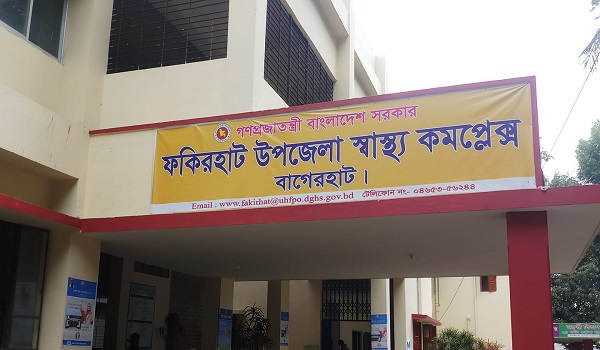 গণপ্রজাতন্ত্রী বাংলাদেশ সরকার
ফকিরহাট উপজেলা স্বাস্থ্য কমপ্লেক্স
বাগেরহাট।
Email : www.fakirhat@uhfpo.dghs.gov.bd টেলিফোন নং- ০৪৬৫৩-৫৬২৪৪